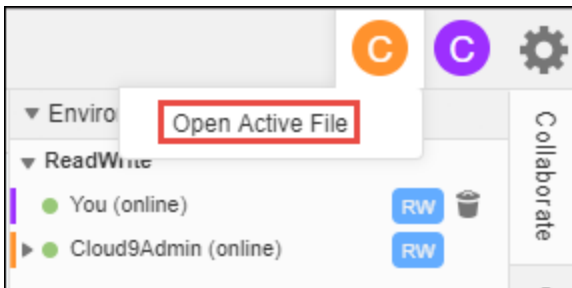 C C
Enviro
Open Active File
ReadWrite
You (online) RW
Cloud9Admin (online) RW
Collaborate